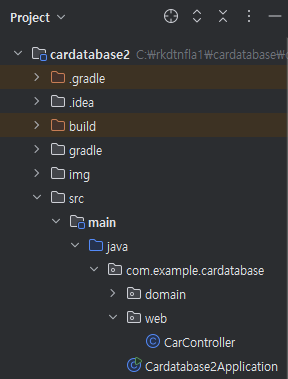 Project
cardatabase2 C:₩rkdtnfla1₩cardatabase₩
.gradle
.idea
build
gradle
img
src
main
java
com.example.cardatabase
domain
web
CarController
Cardatabase2Application